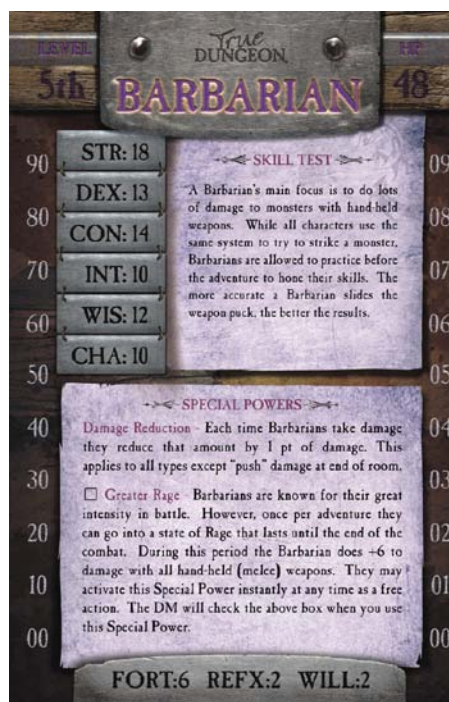 True
DUNGEON
LEVEL
HP
5th
BARBARIAN
48
STR: 18
DEX: 13
CON: 14
INT: 10
WIS: 12
CHA: 10
SKILL TEST
A Barbarian's main focus is to do lots
of damage to monsters with hand-held
weapons. While all characters use the
same system to try to strike a monster,
Barbarians are allowed to practice before
the adventure to hone their skills. The
more accurate a Barbarian slides the
weapon puck, the better the results.
90
80
70
60
50
40
30
20
10
00
09
08
07
06
05
04
03
02
01
00
SPECIAL POWERS
Damage Reduction - Each time Barbarians take damage
they reduce that amount by 1 pt of damage. This
applies to all types except "push" damage at end of room.
☐ Greater Rage - Barbarians are known for their great
intensity in battle. However, once per adventure they
can go into a state of Rage that lasts until the end of the
combat. During this period the Barbarian does +6 to
damage with all hand-held (melee) weapons. They may
activate this Special Power instantly at any time as a free
action. The DM will check the above box when you use
this Special Power.
FORT:6 REFX:2 WILL:2